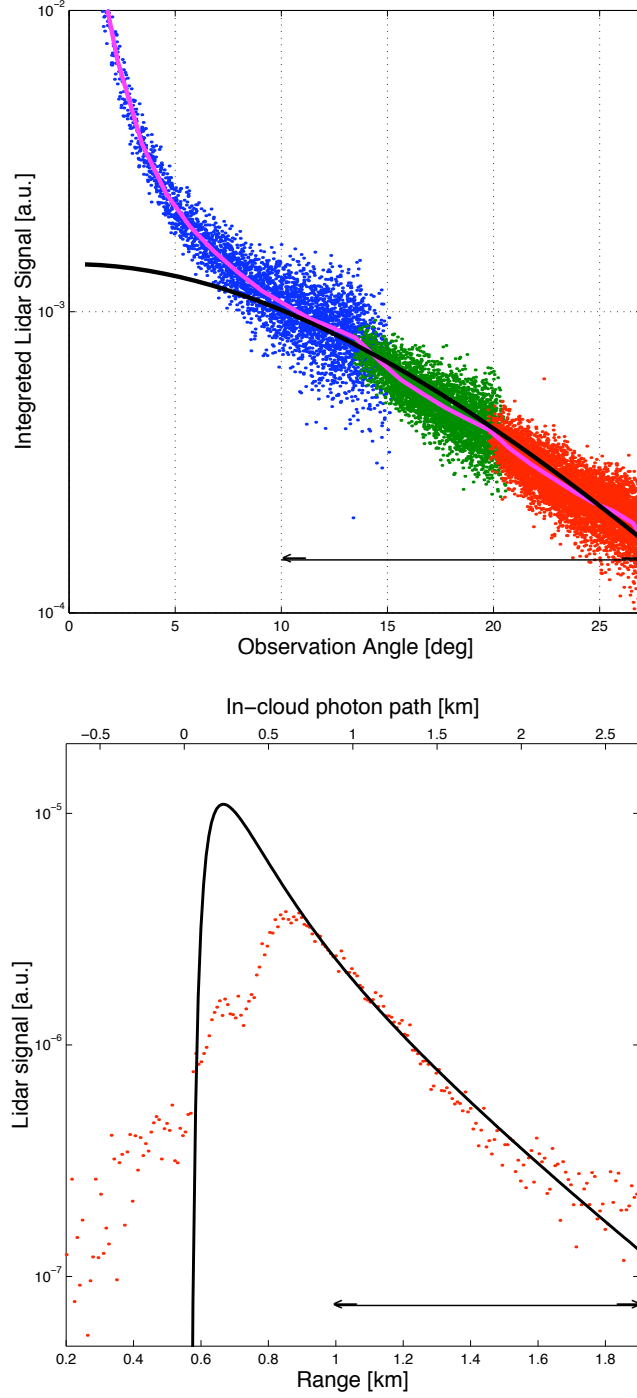 10−2
10−3
10−4
Integreted Lidar Signal [a.u.]
0 5 10 15 20 25
Observation Angle [deg]
In−cloud photon path [km]
−0.5 0 0.5 1 1.5 2 2.5
10−5
10−6
10−7
Lidar signal [a.u.]
0.2 0.4 0.6 0.8 1 1.2 1.4 1.6 1.8
Range [km]